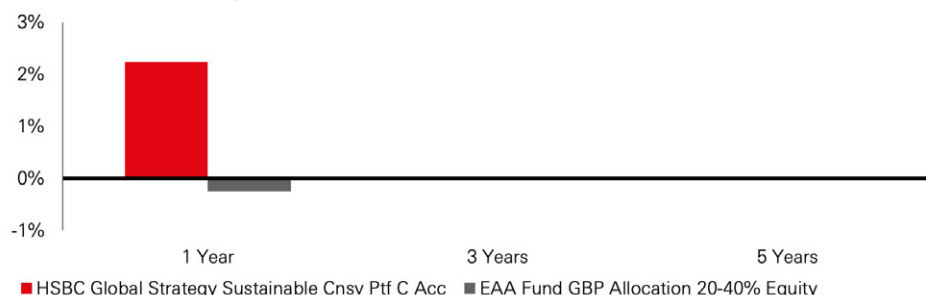 3%
2%
1%
0%
-1%
1 Year 3 Years 5 Years
HSBC Global Strategy Sustainable Cnsv Ptf C Acc EAA Fund GBP Allocation 20-40% Equity